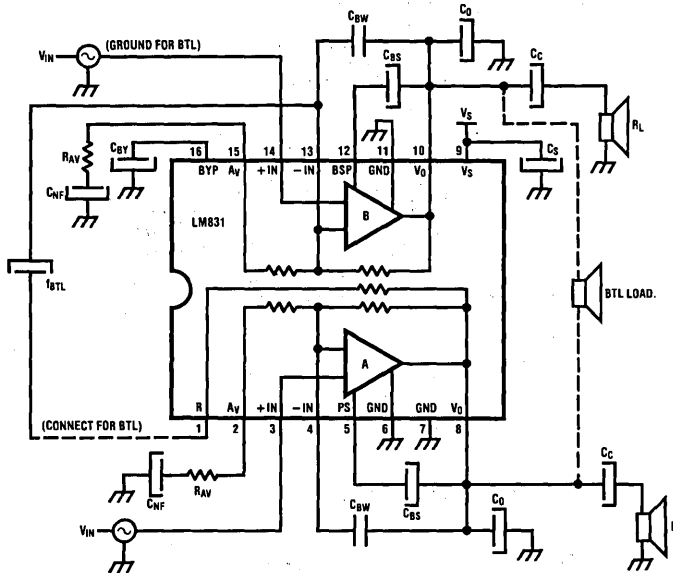 V_IN
(GROUND FOR BTL)
C_BW
C_O
C_BS
C_C
R_L
V_S
C_S
R_AV
C_BY
C_NF
16 15 14 13 12 11 10 9
BYP A_V +IN -IN BSP GND V_O V_S
LM831
B
f_BTL
BTL LOAD.
A
R A_V +IN -IN PS GND GND V_O
1 2 3 4 5 6 7 8
(CONNECT FOR BTL)
C_NF
R_AV
C_BS
C_C
V_IN
C_BW
C_O